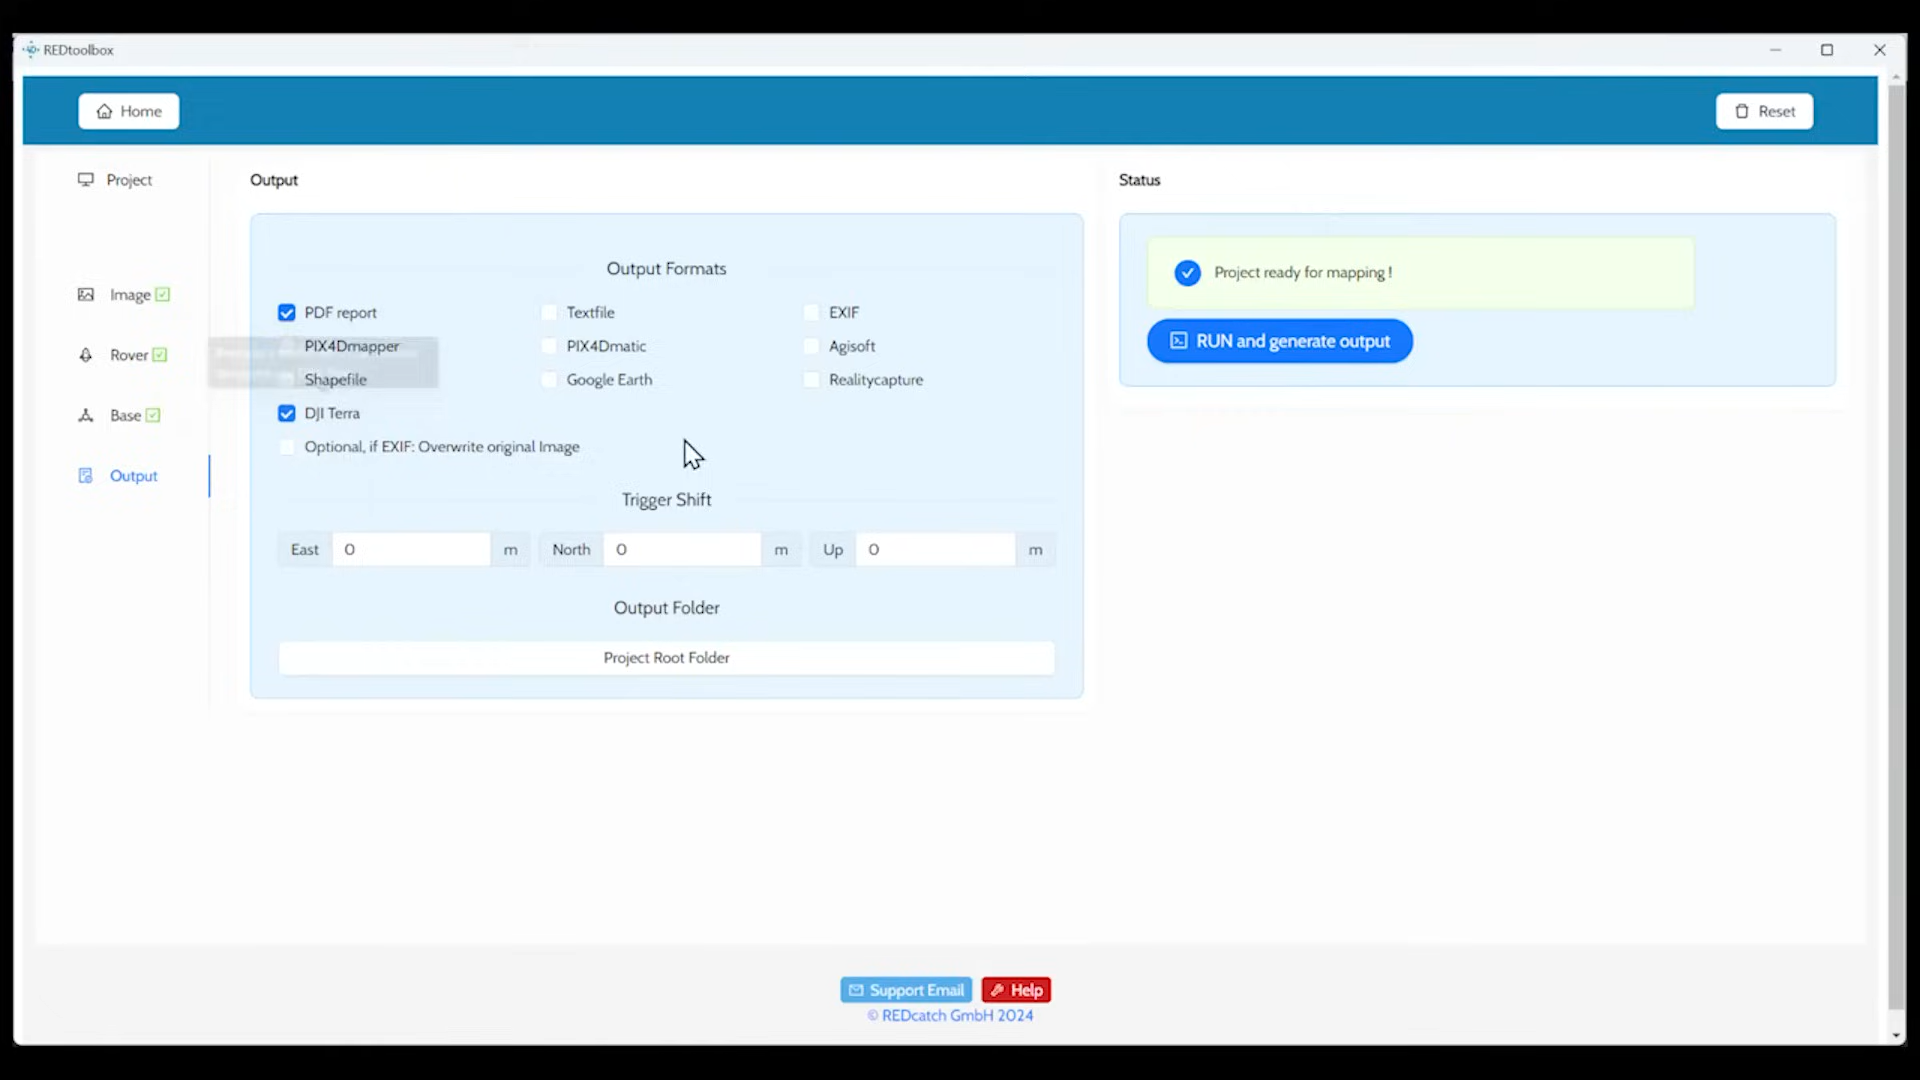 REDtoolbox
Home
Reset
Project
Image
Rover
Base
Output
Output
Output Formats
PDF report
Textfile
EXIF
PIX4Dmapper
PIX4Dmatic
Agisoft
Shapefile
Google Earth
Realitycapture
DJI Terra
Optional, if EXIF: Overwrite original Image
Trigger Shift
East 0 m North 0 m Up 0 m
Output Folder
Project Root Folder
Status
Project ready for mapping !
RUN and generate output
Support Email
Help
© REDcatch GmbH 2024